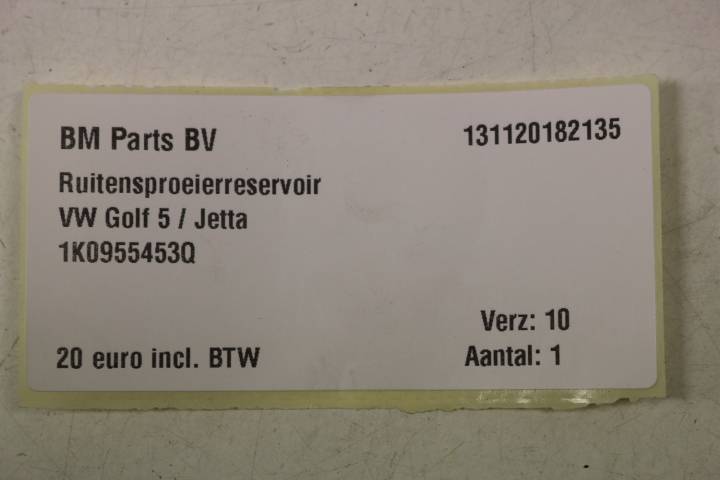 BM Parts BV 131120182135
Ruitensproeierreservoir
VW Golf 5 / Jetta
1K0955453Q
Verz: 10
20 euro incl. BTW Aantal: 1